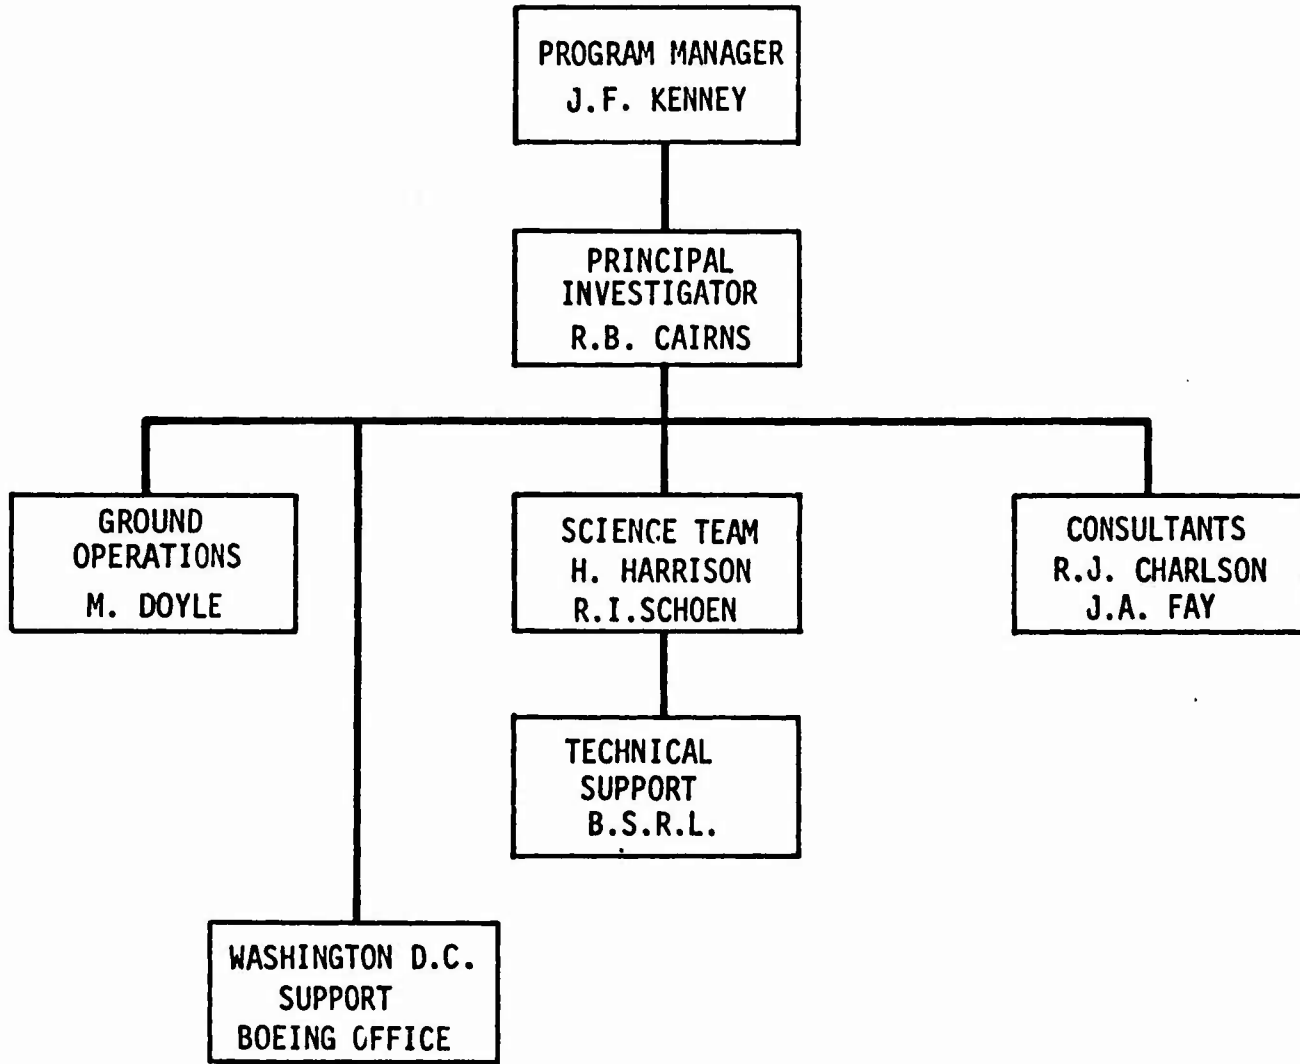 PROGRAM MANAGER
J.F. KENNEY
PRINCIPAL
INVESTIGATOR
R.B. CAIRNS
GROUND
OPERATIONS
M. DOYLE
SCIENCE TEAM
H. HARRISON
R.I.SCHOEN
CONSULTANTS
R.J. CHARLSON
J.A. FAY
TECHNICAL
SUPPORT
B.S.R.L.
WASHINGTON D.C.
SUPPORT
BOEING OFFICE